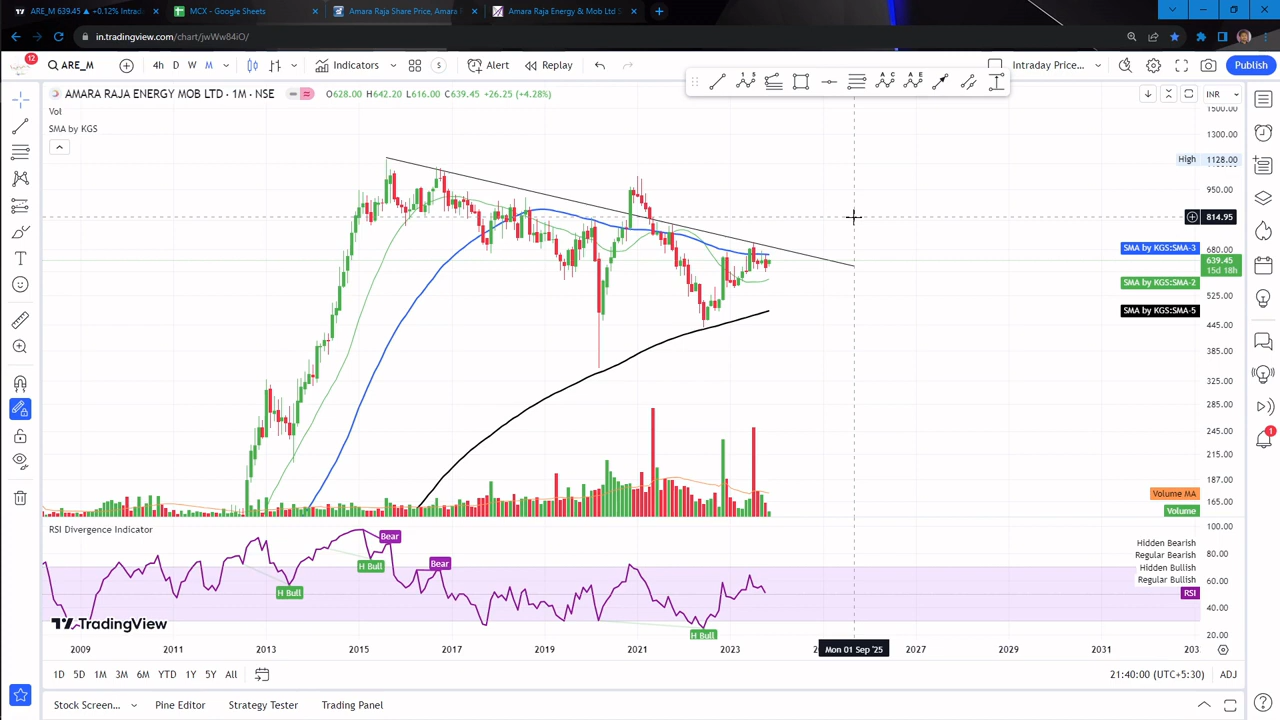 ARE_M 639.45 ▲ +0.12% Intrad
MCX - Google Sheets
Amara Raja Share Price, Amara
Amara Raja Energy & Mob Ltd S
in.tradingview.com/chart/jwWw84iO/
12
ARE_M
4h D W M
Indicators
S
Alert
Replay
Intraday Price...
Publish
AMARA RAJA ENERGY MOB LTD · 1M · NSE
O628.00 H642.20 L616.00 C639.45 +26.25 (+4.28%)
INR
Vol
SMA by KGS
1500.00
1300.00
High 1128.00
950.00
814.95
SMA by KGS:SMA-3
680.00
639.45
15d 18h
SMA by KGS:SMA-2
525.00
SMA by KGS:SMA-5
445.00
385.00
325.00
285.00
245.00
215.00
187.00
Volume MA
165.00
Volume
RSI Divergence Indicator
100.00
Bear
Hidden Bearish
Regular Bearish
80.00
Bear
H Bull
Hidden Bullish
Regular Bullish
60.00
H Bull
RSI
40.00
TradingView
H Bull
20.00
2009 2011 2013 2015 2017 2019 2021 2023 Mon 01 Sep '25 2027 2029 2031 203
1D 5D 1M 3M 6M YTD 1Y 5Y All
21:40:00 (UTC+5:30)
ADJ
Stock Screen...
Pine Editor
Strategy Tester
Trading Panel
1